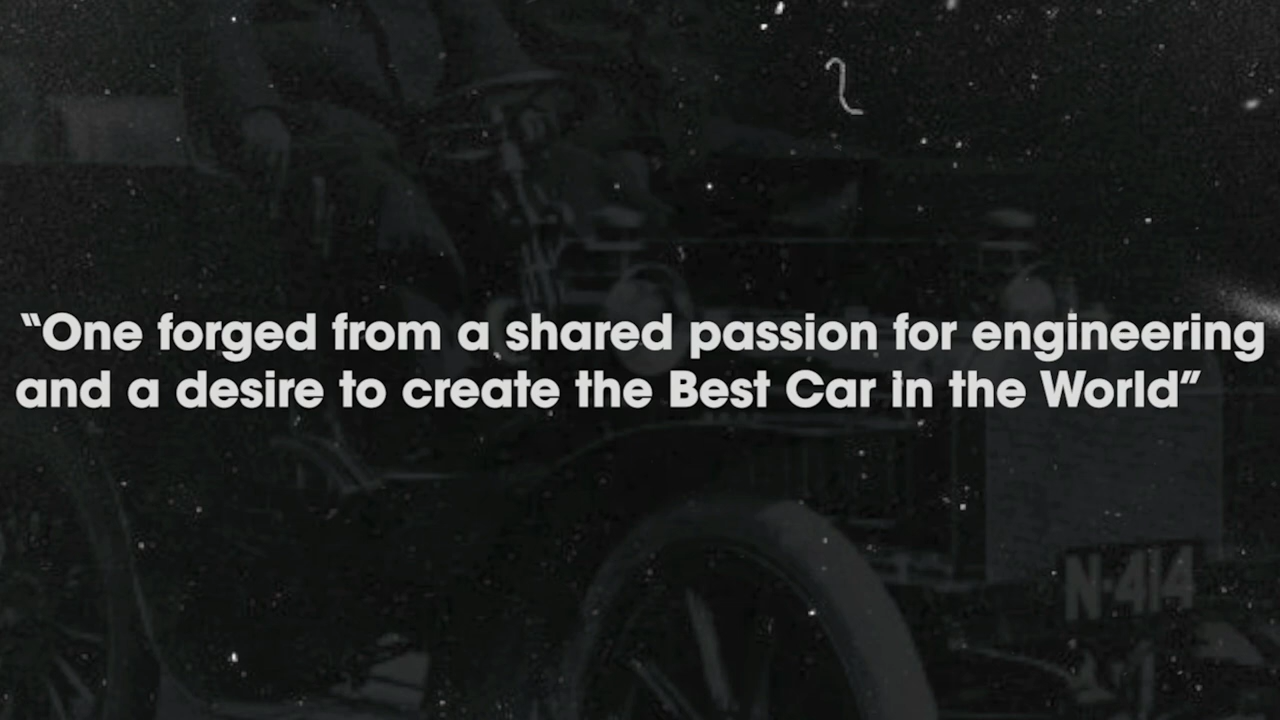 “One forged from a shared passion for engineering
and a desire to create the Best Car in the World”
N-414